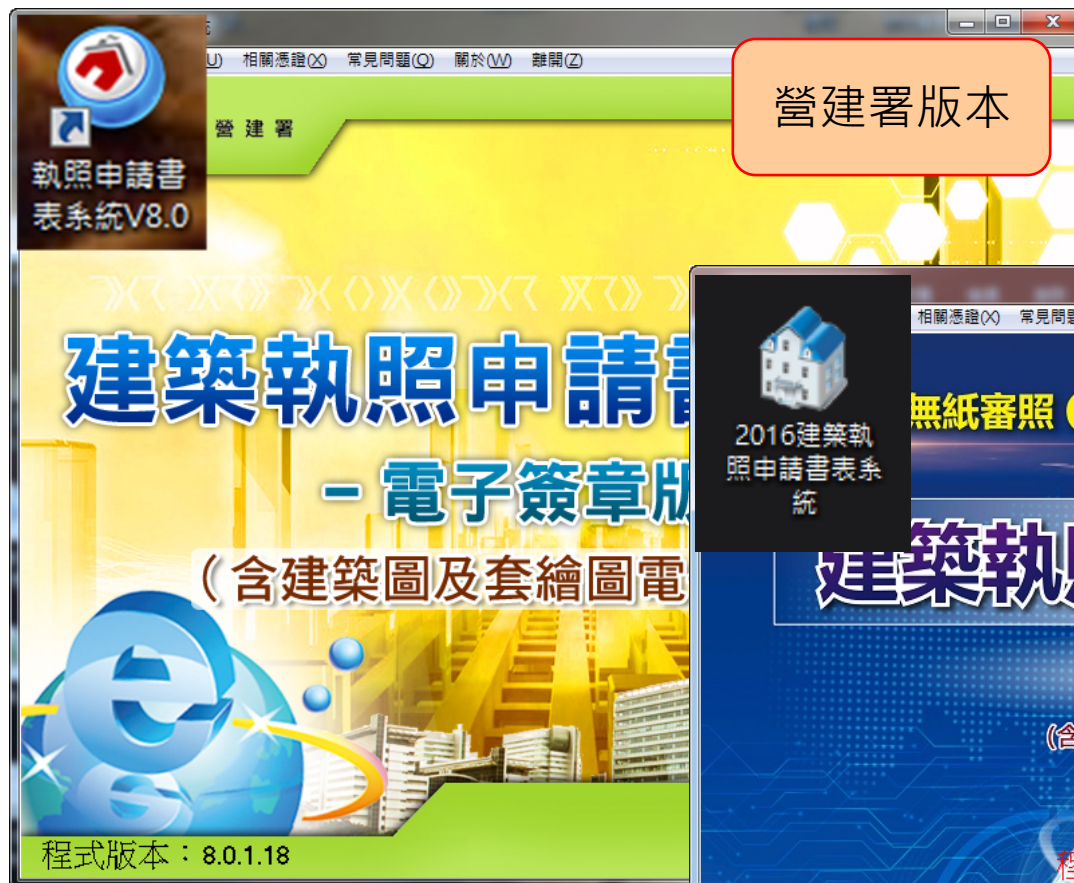 U) 相關憑證(X) 常見問題(Q) 關於(W) 離開(Z)
營建署版本
營建署
執照申請書
表系統V8.0
建築執照申請
－電子簽章版
（含建築圖及套繪圖電
程式版本：8.0.1.18
相關憑證(X) 常見問題
2016建築執
照申請書表系
統
無紙審照
建築執照
(含